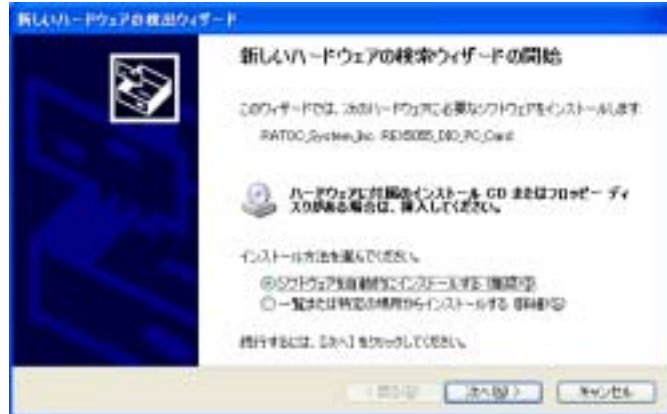 新しいハードウェアの検出ウィザード
新しいハードウェアの検索ウィザードの開始
このウィザードでは、次のハードウェアに必要なソフトウェアをインストールします:
RATOC_System_Inc. REX5055_DIO_PC_Card
ハードウェアに付属のインストール CD またはフロッピー ディ
スクがある場合は、挿入してください。
インストール方法を選んでください。
ソフトウェアを自動的にインストールする (推奨)(I)
一覧または特定の場所からインストールする (詳細)(S)
続行するには、[次へ] をクリックしてください。
< 戻る(B)
次へ(N) >
キャンセル